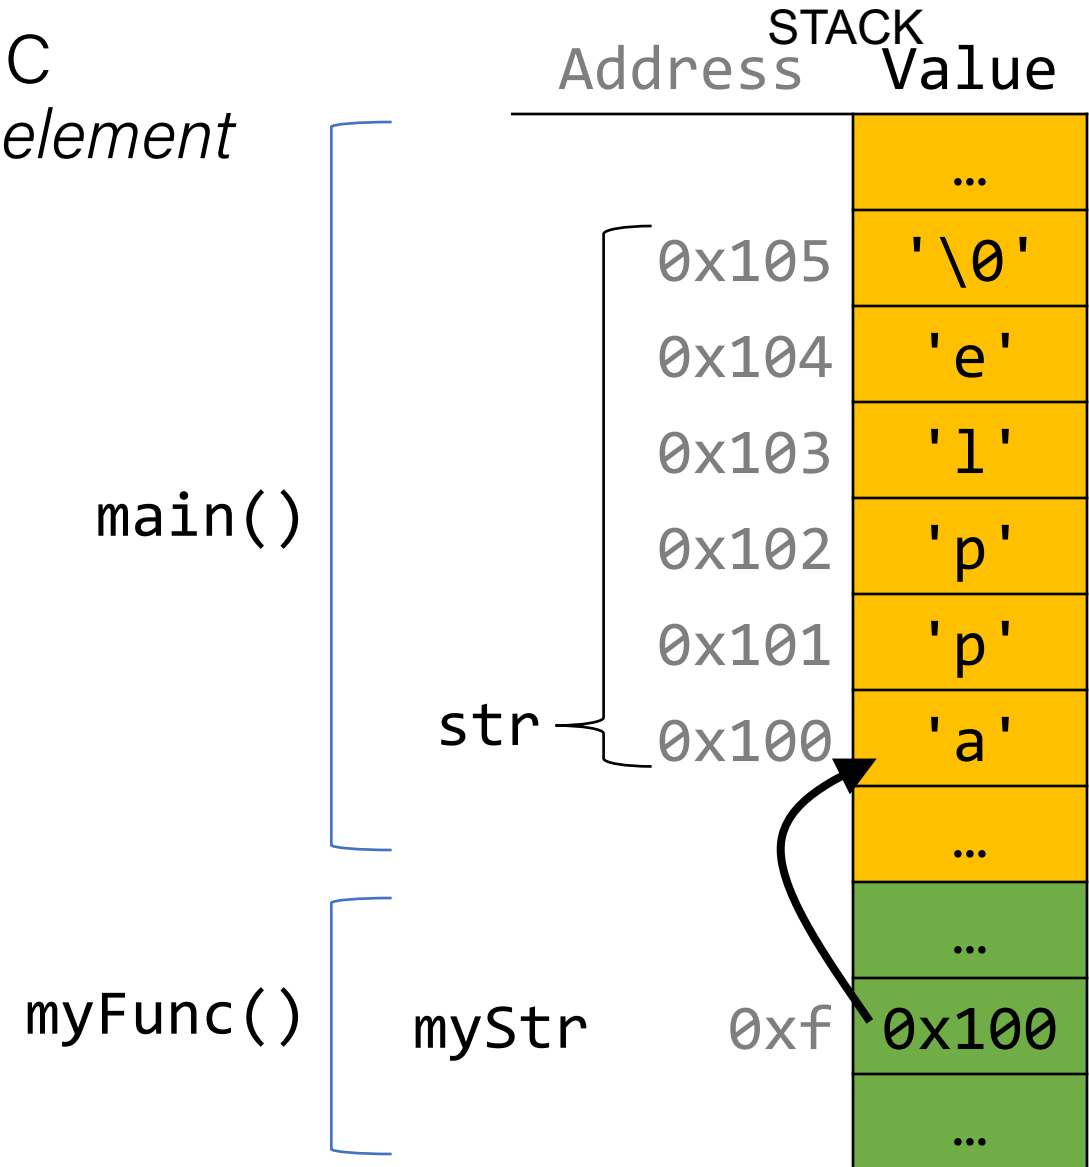 C
element
STACK
Address Value
…
0x105 '\0'
0x104 'e'
0x103 'l'
main()
0x102 'p'
0x101 'p'
str 0x100 'a'
…
…
myFunc() myStr 0xf 0x100
…